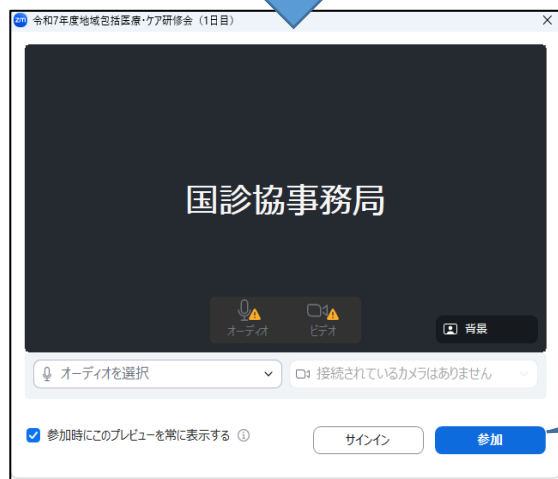 zm 令和7年度地域包括医療・ケア研修会（1日目）
国診協事務局
オーディオ
ビデオ
背景
オーディオを選択
接続されているカメラはありません
参加時にこのプレビューを常に表示する
サインイン
参加